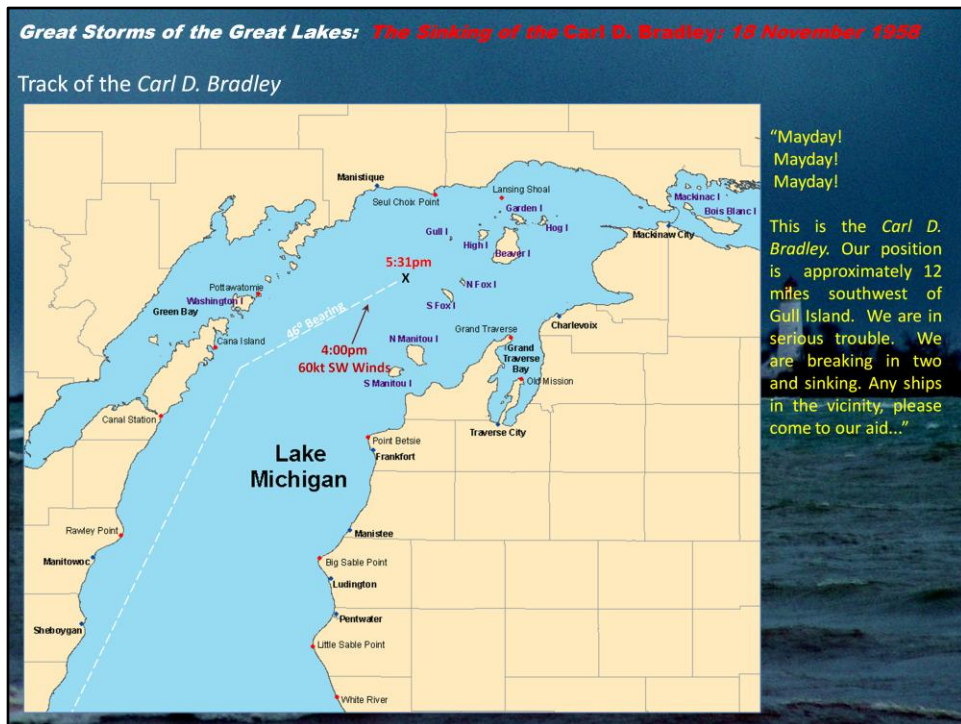 Great Storms of the Great Lakes: The Sinking of the Carl D. Bradley: 18 November 1958
Track of the Carl D. Bradley
Manistique
Seul Choix Point
Lansing Shoal
Garden I
Hog I
Gull I
High I
Beaver I
Mackinac I
Bois Blanc I
Mackinaw City
5:31pm
X
N Fox I
S Fox I
Pottawatomie
Washington I
Green Bay
Cana Island
46° Bearing
4:00pm
60kt SW Winds
N Manitou I
S Manitou I
Grand Traverse
Charlevoix
Grand
Traverse
Bay
Old Mission
Canal Station
Traverse City
Point Betsie
Frankfort
Lake
Michigan
Rawley Point
Manitowoc
Manistee
Big Sable Point
Ludington
Sheboygan
Pentwater
Little Sable Point
White River
“Mayday!
Mayday!
Mayday!
This is the Carl D.
Bradley. Our position
is approximately 12
miles southwest of
Gull Island. We are in
serious trouble. We
are breaking in two
and sinking. Any ships
in the vicinity, please
come to our aid...”